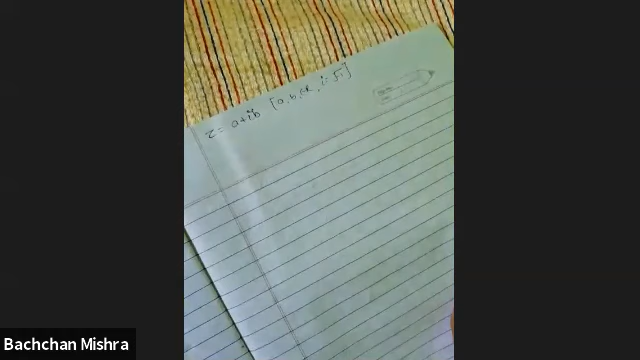 z = a+ib [a, b, ∈R, i=√-1]
Bachchan Mishra